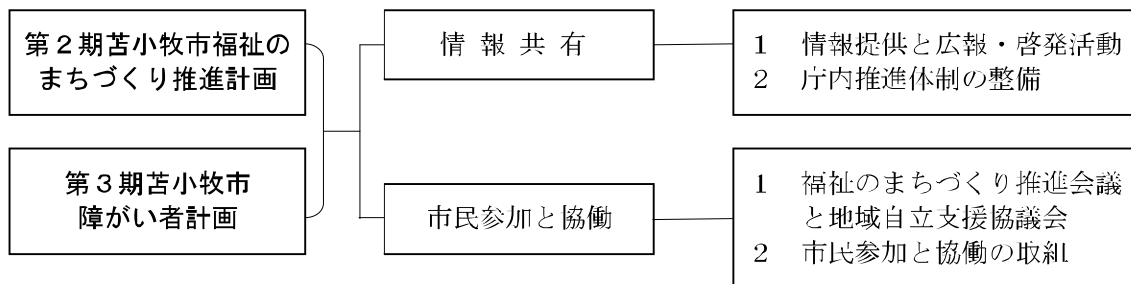 第２期苫小牧市福祉の
まちづくり推進計画
第３期苫小牧市
障がい者計画
情 報 共 有
市民参加と協働
1　情報提供と広報・啓発活動
2　庁内推進体制の整備
1　福祉のまちづくり推進会議
と地域自立支援協議会
2　市民参加と協働の取組